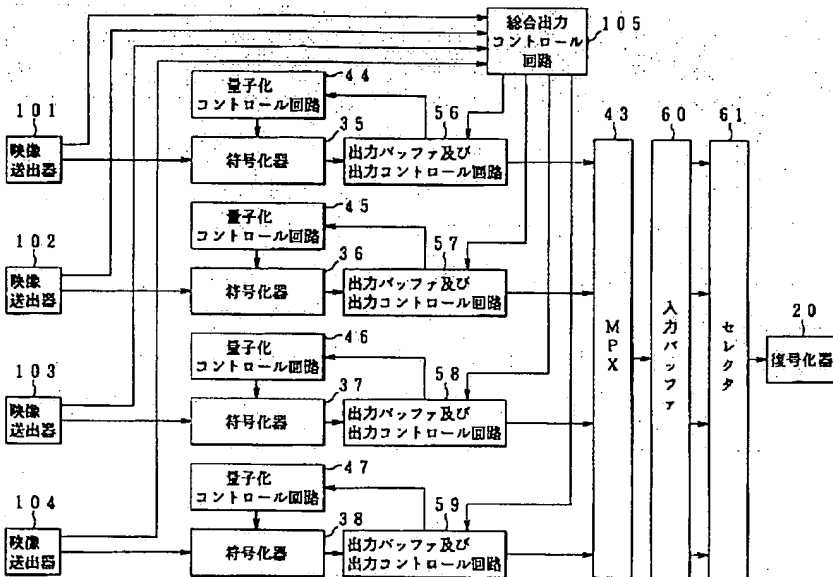 総合出力
コントロール
回路
105
量子化
コントロール回路
44
101
映像
送出器
符号化器
35
出力バッファ及び
出力コントロール回路
56
43
60
61
量子化
コントロール回路
45
102
映像
送出器
符号化器
36
出力バッファ及び
出力コントロール回路
57
MPX
入力バッファ
セレクタ
20
復号化器
量子化
コントロール回路
46
103
映像
送出器
符号化器
37
出力バッファ及び
出力コントロール回路
58
量子化
コントロール回路
47
104
映像
送出器
符号化器
38
出力バッファ及び
出力コントロール回路
59